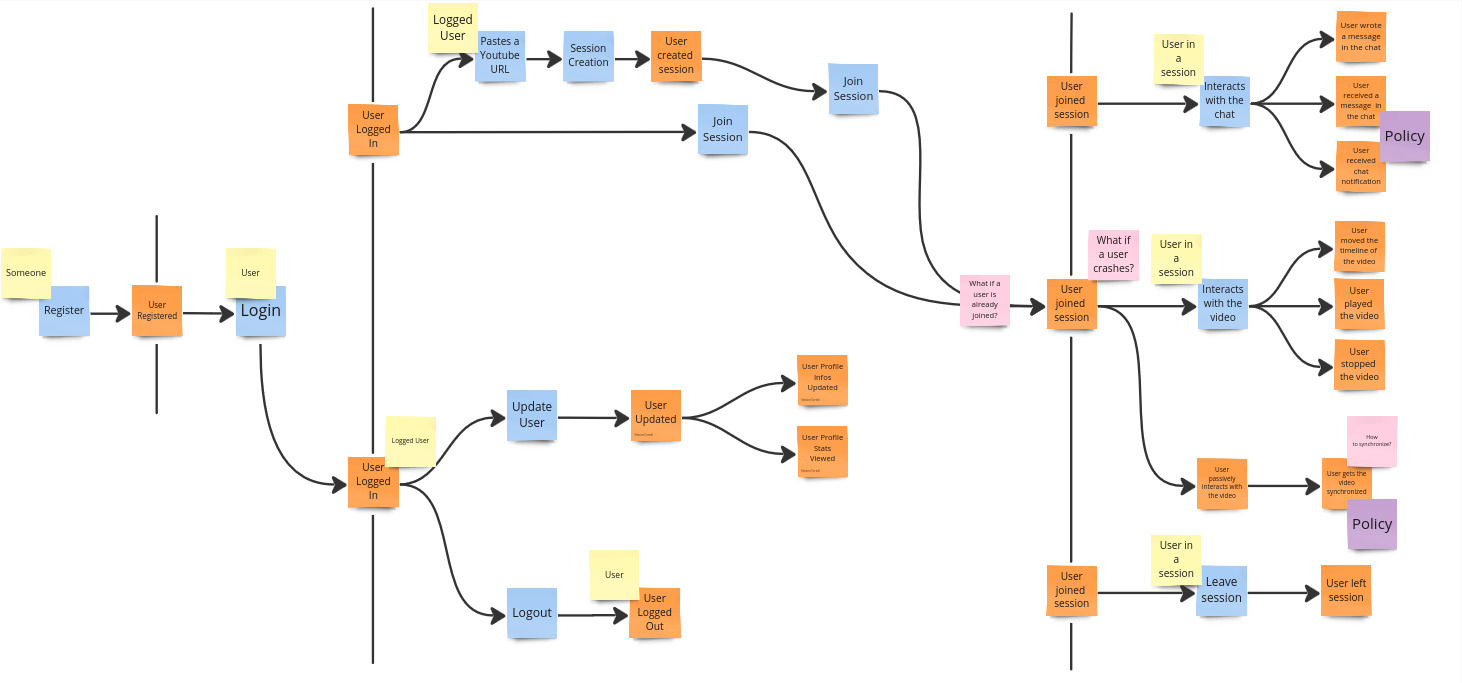 Someone
Register
User
Registered
User
Login
User
Logged
In
Logged
User
Pastes a
Youtube
URL
Session
Creation
User
created
session
Join
Session
Join
Session
User
Logged
In
Logged User
Update
User
User
Updated
User Profile
Infos
Updated
User Profile
Stats
Viewed
Logout
User
User
Logged
Out
What if a
user is
already
joined?
User
joined
session
User in
a
session
Interacts
with the
chat
User wrote
a message
in the chat
User
received a
message in
the chat
Policy
User
received
chat
notification
User
joined
session
What if
a user
crashes?
User in
a
session
Interacts
with the
video
User
moved the
timeline of
the video
User
played
the video
User
stopped
the video
User
passively
interacts with
the video
How
to synchronize?
User gets the
video
synchronized
Policy
User
joined
session
User in
a
session
Leave
session
User left
session